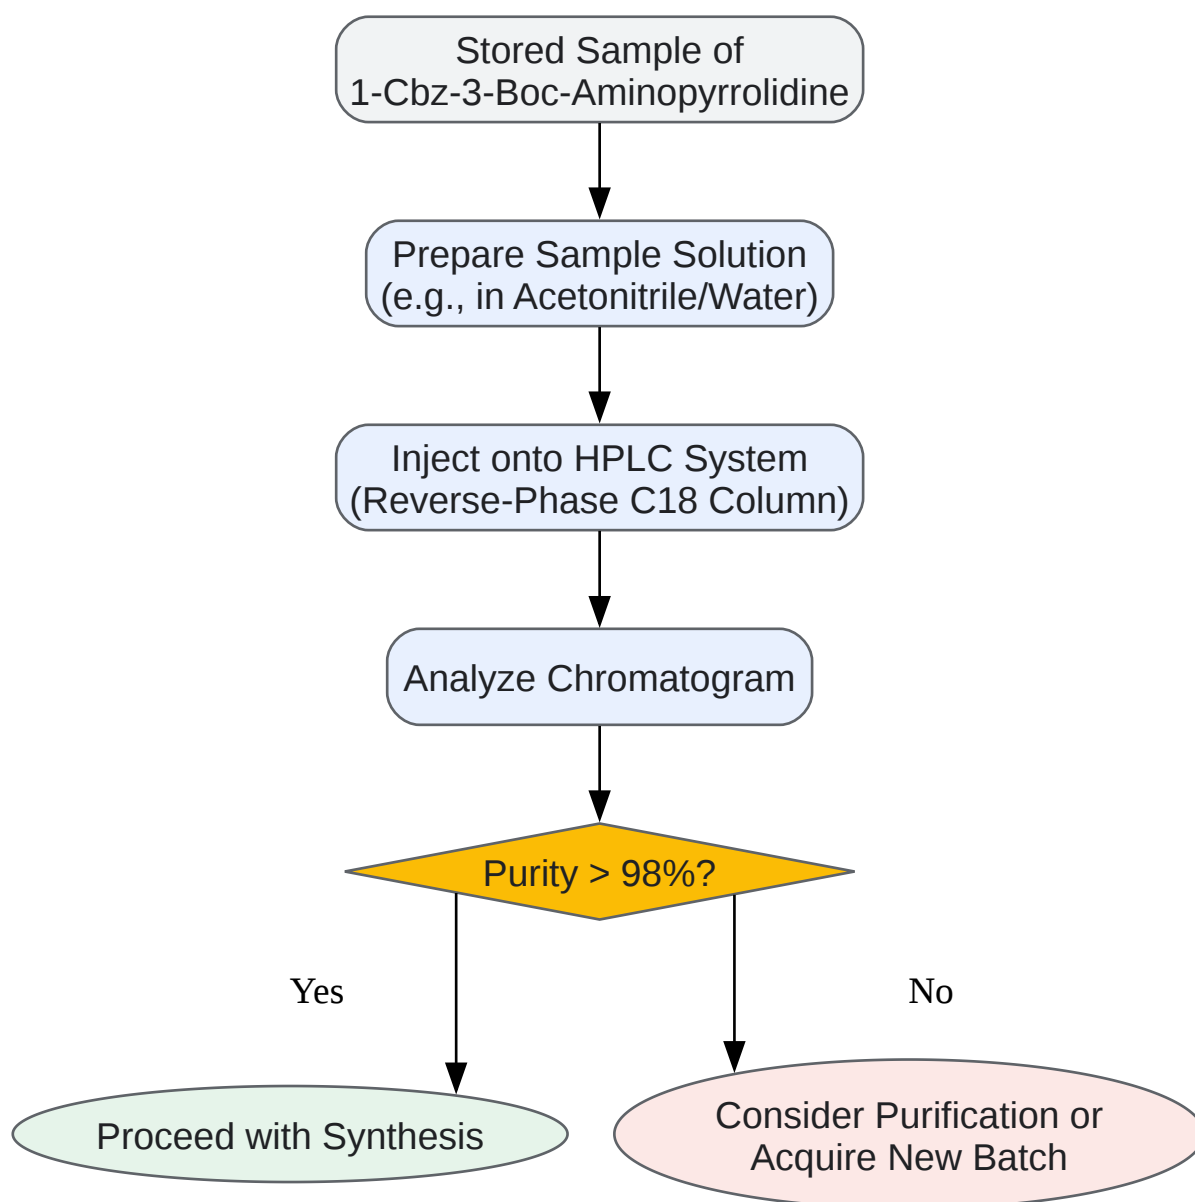 Stored Sample of
1-Cbz-3-Boc-Aminopyrrolidine
Prepare Sample Solution
(e.g., in Acetonitrile/Water)
Inject onto HPLC System
(Reverse-Phase C18 Column)
Analyze Chromatogram
Purity > 98%?
Yes
No
Proceed with Synthesis
Consider Purification or
Acquire New Batch